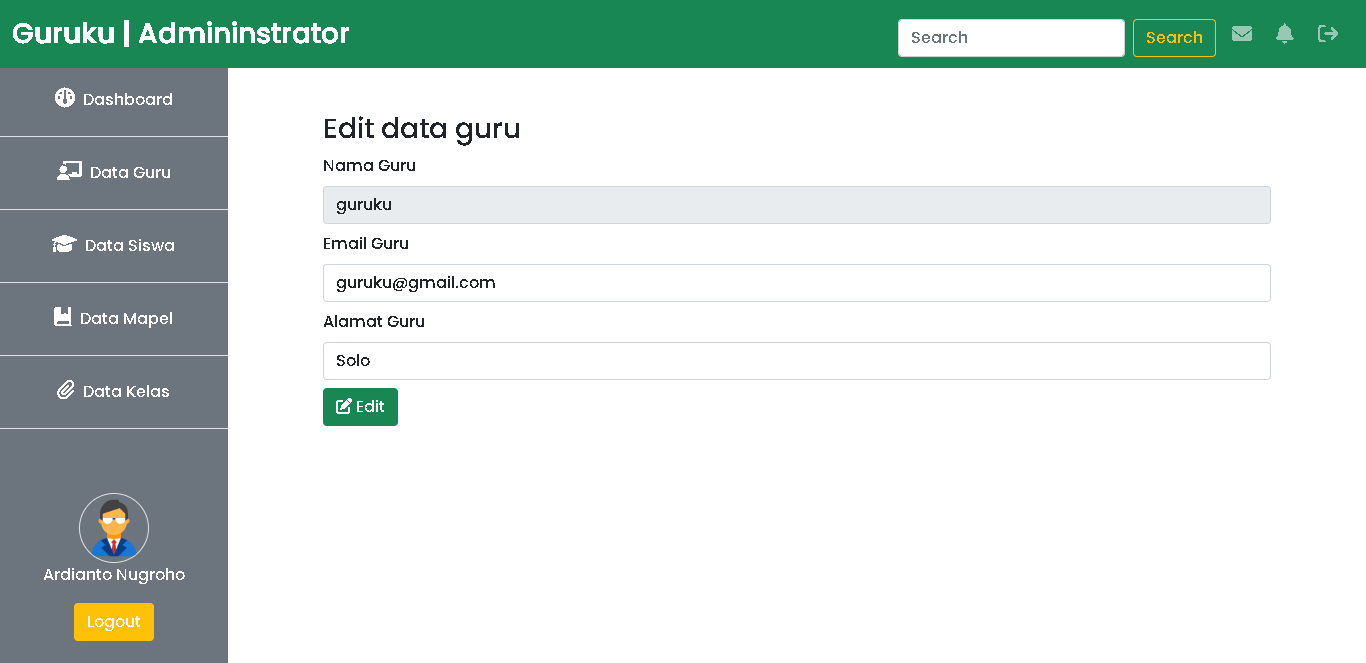 Guruku | Admininstrator
Search
Search
Dashboard
Data Guru
Data Siswa
Data Mapel
Data Kelas
Ardianto Nugroho
Logout
Edit data guru
Nama Guru
guruku
Email Guru
guruku@gmail.com
Alamat Guru
Solo
Edit